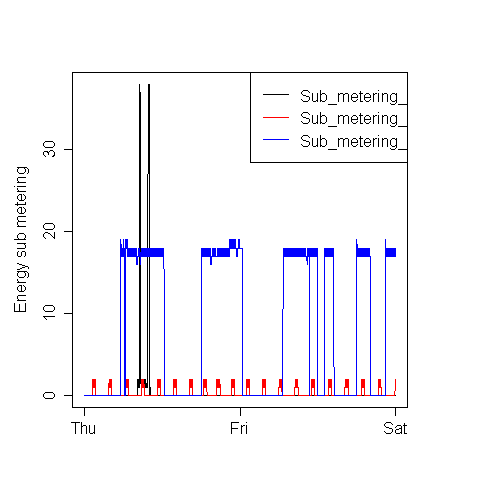 Sub_metering_
Sub_metering_
Sub_metering_
Energy sub metering
30
20
10
0
Thu Fri Sat